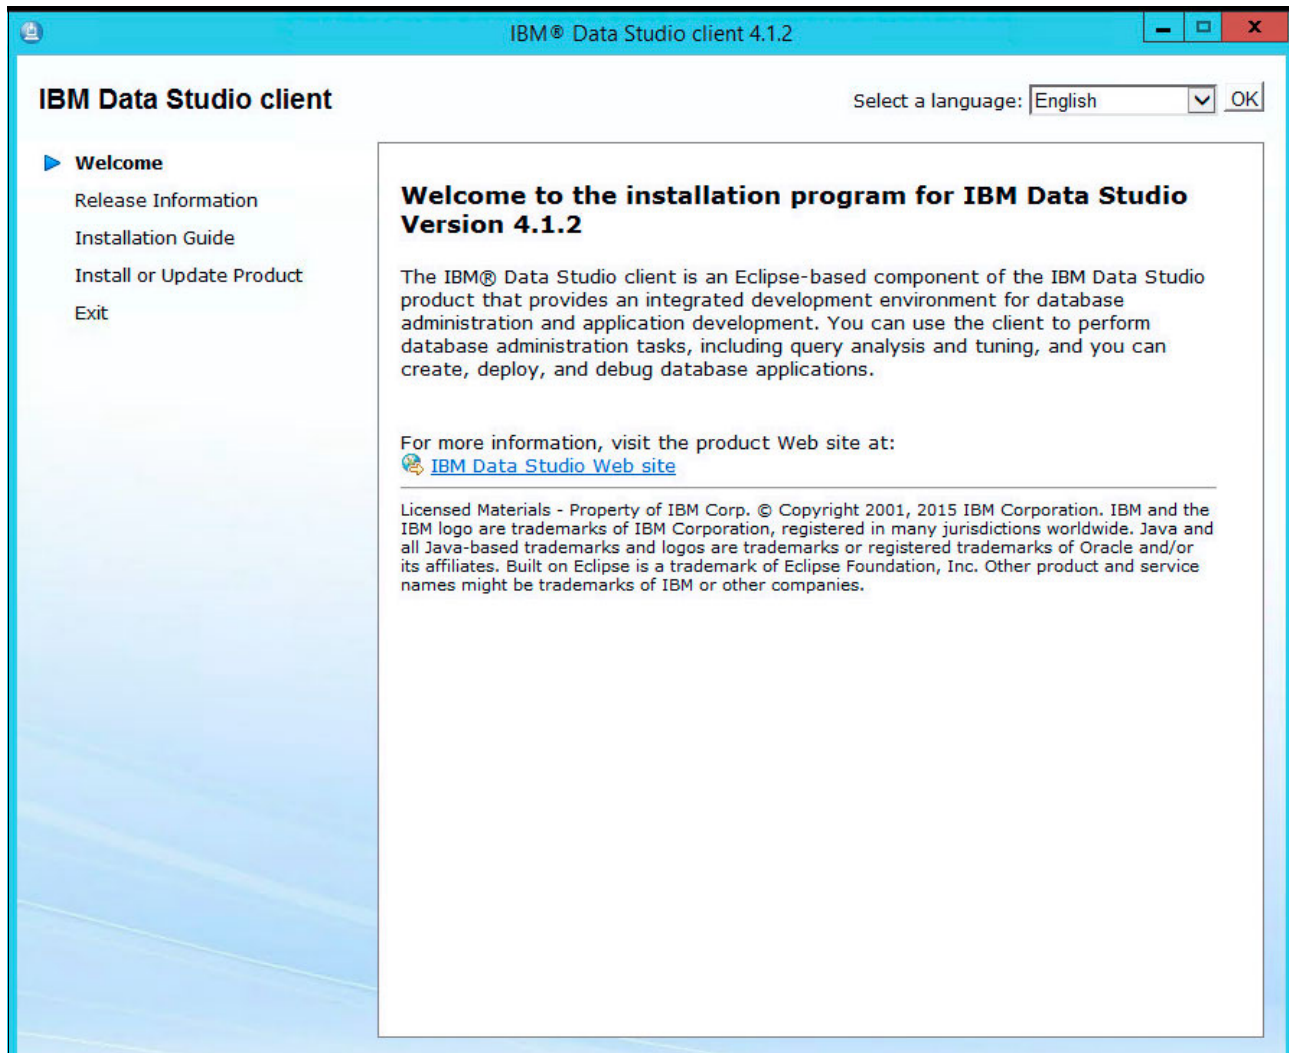 IBM® Data Studio client 4.1.2
IBM Data Studio client
Select a language: English OK
Welcome
Release Information
Installation Guide
Install or Update Product
Exit
Welcome to the installation program for IBM Data Studio
Version 4.1.2
The IBM® Data Studio client is an Eclipse-based component of the IBM Data Studio
product that provides an integrated development environment for database
administration and application development. You can use the client to perform
database administration tasks, including query analysis and tuning, and you can
create, deploy, and debug database applications.
For more information, visit the product Web site at:
IBM Data Studio Web site
Licensed Materials - Property of IBM Corp. © Copyright 2001, 2015 IBM Corporation. IBM and the
IBM logo are trademarks of IBM Corporation, registered in many jurisdictions worldwide. Java and
all Java-based trademarks and logos are trademarks or registered trademarks of Oracle and/or
its affiliates. Built on Eclipse is a trademark of Eclipse Foundation, Inc. Other product and service
names might be trademarks of IBM or other companies.